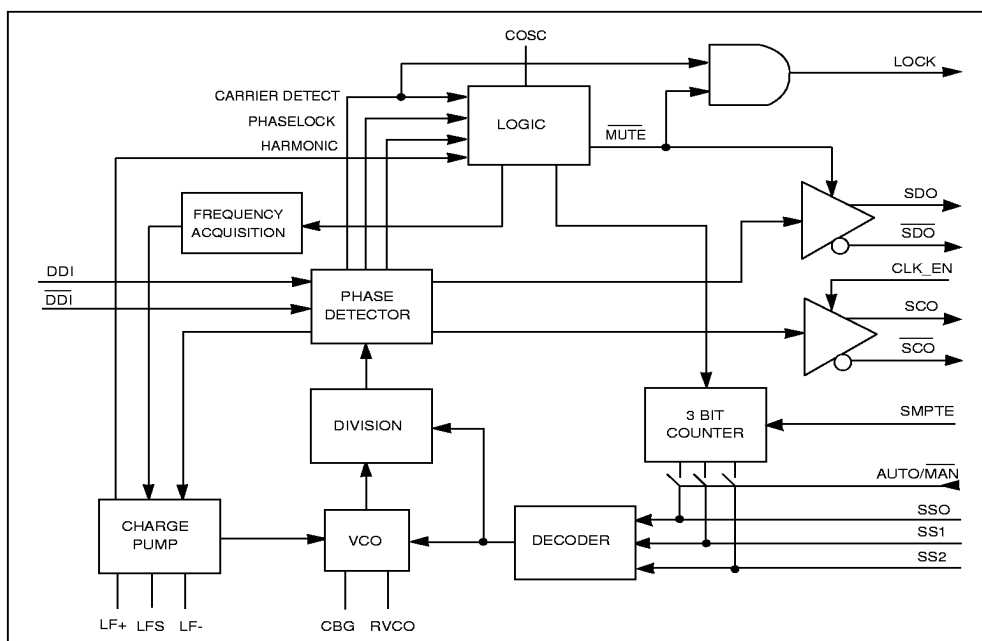 COSC
LOCK
CARRIER DETECT
LOGIC
PHASELOCK
MUTE
HARMONIC
SDO
FREQUENCY
ACQUISITION
SDO
DDI
CLK_EN
DDI
PHASE
DETECTOR
SCO
SCO
3 BIT
COUNTER
SMPTE
DIVISION
AUTO/MAN
SSO
CHARGE
PUMP
VCO
DECODER
SS1
SS2
LF+ LFS LF-
CBG RVCO